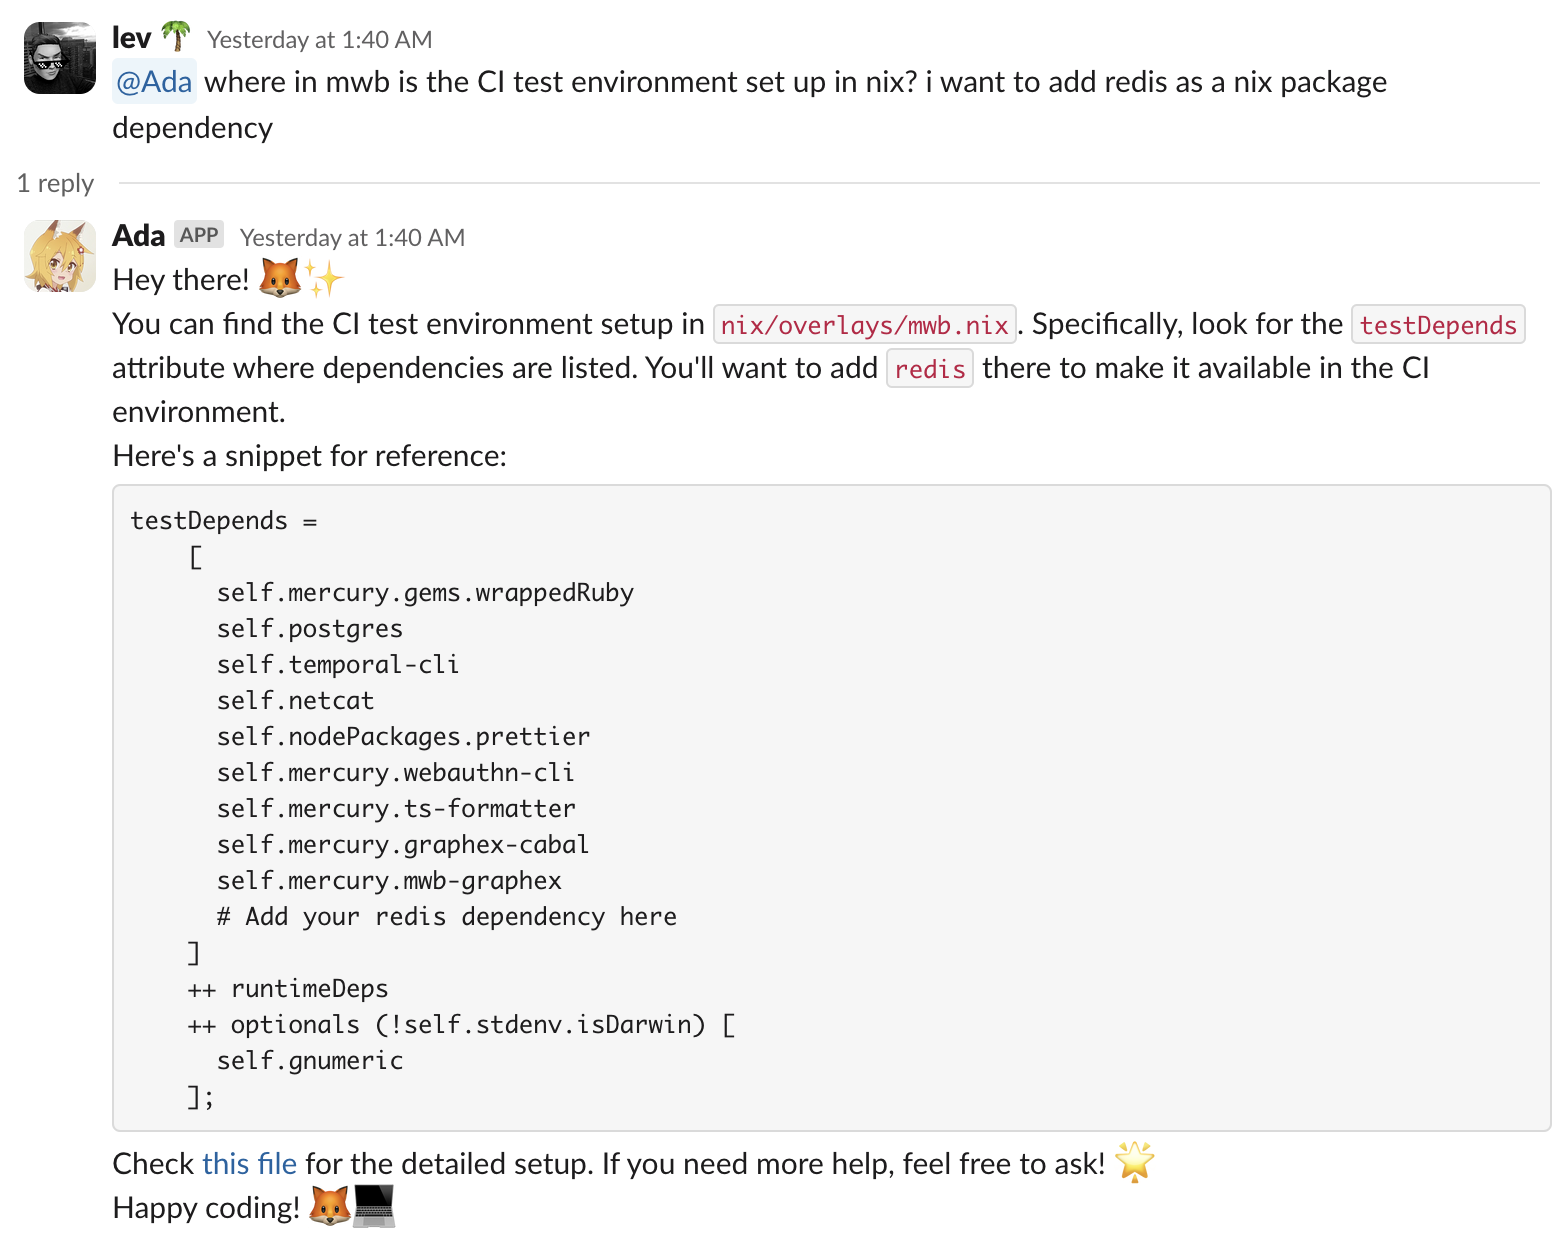 lev 🌴 Yesterday at 1:40 AM
@Ada where in mwb is the CI test environment set up in nix? i want to add redis as a nix package
dependency
1 reply
Ada APP Yesterday at 1:40 AM
Hey there! 🦊✨
You can find the CI test environment setup in nix/overlays/mwb.nix. Specifically, look for the testDepends
attribute where dependencies are listed. You'll want to add redis there to make it available in the CI
environment.
Here's a snippet for reference:
testDepends =
    [
      self.mercury.gems.wrappedRuby
      self.postgres
      self.temporal-cli
      self.netcat
      self.nodePackages.prettier
      self.mercury.webauthn-cli
      self.mercury.ts-formatter
      self.mercury.graphex-cabal
      self.mercury.mwb-graphex
      # Add your redis dependency here
    ]
    ++ runtimeDeps
    ++ optionals (!self.stdenv.isDarwin) [
      self.gnumeric
    ];
Check this file for the detailed setup. If you need more help, feel free to ask! 🌟
Happy coding! 🦊💻